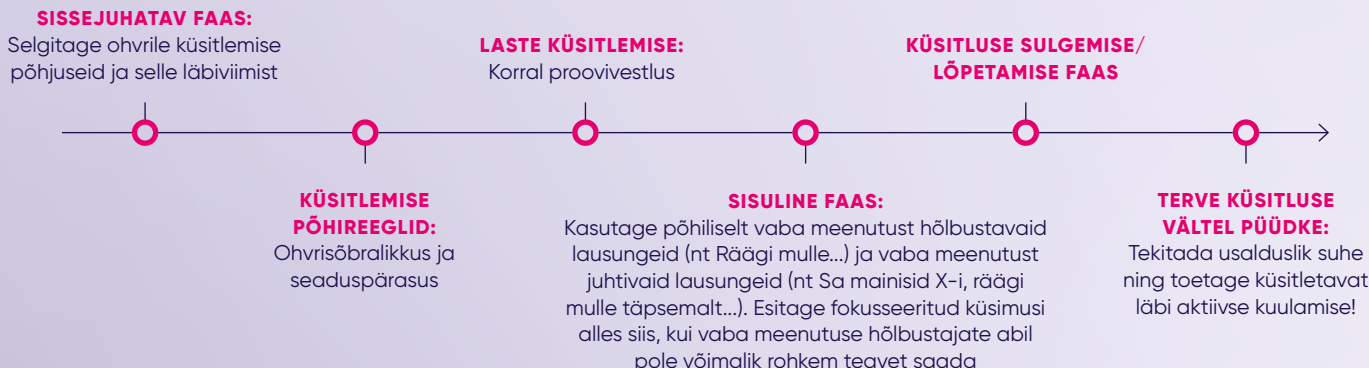 SISSEJUHATAV FAAS:
Selgitage ohvrile küsitlemise
põhjuseid ja selle läbiviimist
KÜSITLEMISE
PÕHIREEGLID:
Ohvrisõbralikkus ja
seaduspärasus
LASTE KÜSITLEMISE:
Korral proovivestlus
SISULINE FAAS:
Kasutage põhiliselt vaba meenutust hõlbustavaid
lausungeid (nt Räägi mulle...) ja vaba meenutust
juhtivaid lausungeid (nt Sa mainisid X-i, räägi
mulle täpsemalt...). Esitage fokusseeritud küsimusi
alles siis, kui vaba meenutuse hõlbustajate abil
pole võimalik rohkem teavet saada
KÜSITLUSE SULGEMISE/
LÕPETAMISE FAAS
TERVE KÜSITLUSE
VÄLTEL PÜÜDKE:
Tekitada usalduslik suhe
ning toetage küsitletavat
läbi aktiivse kuulamise!